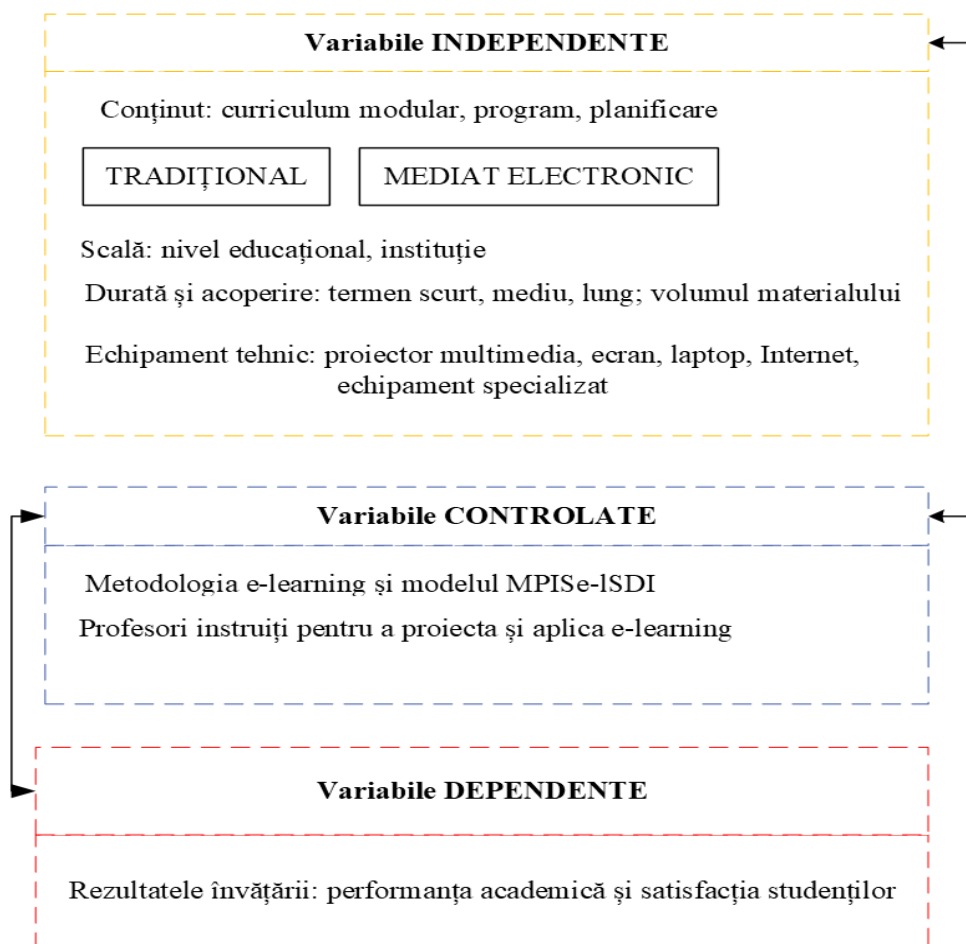 Variabile INDEPENDENTE
Conținut: curriculum modular, program, planificare
TRADIȚIONAL
MEDIAT ELECTRONIC
Scală: nivel educațional, instituție
Durată și acoperire: termen scurt, mediu, lung; volumul materialului
Echipament tehnic: proiector multimedia, ecran, laptop, Internet,
echipament specializat
Variabile CONTROLATE
Metodologia e-learning și modelul MPISe-lSDI
Profesori instruiți pentru a proiecta și aplica e-learning
Variabile DEPENDENTE
Rezultatele învățării: performanța academică și satisfacția studenților